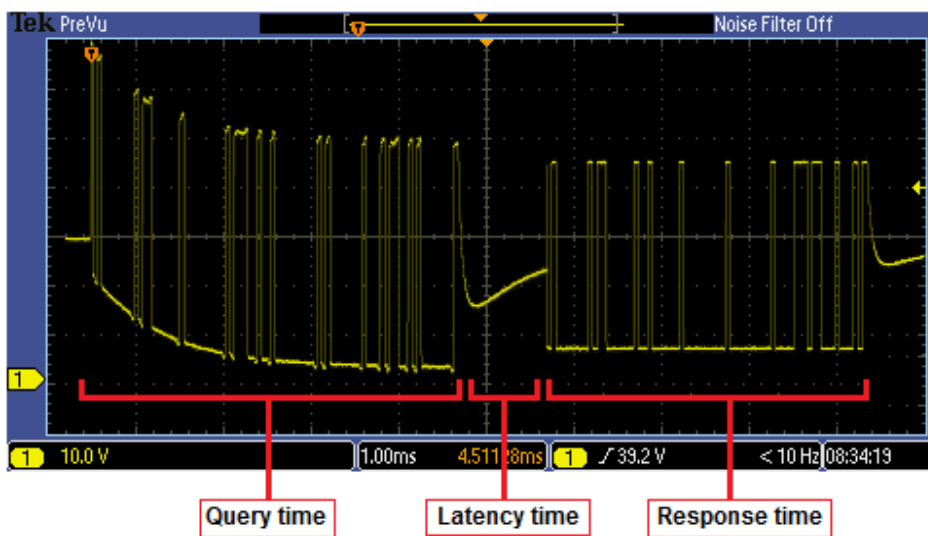 Tek PreVu Noise Filter Off
T
T
1
1 10.0 V 1.00ms 4.51128ms 1 39.2 V < 10 Hz 08:34:19
Query time Latency time Response time